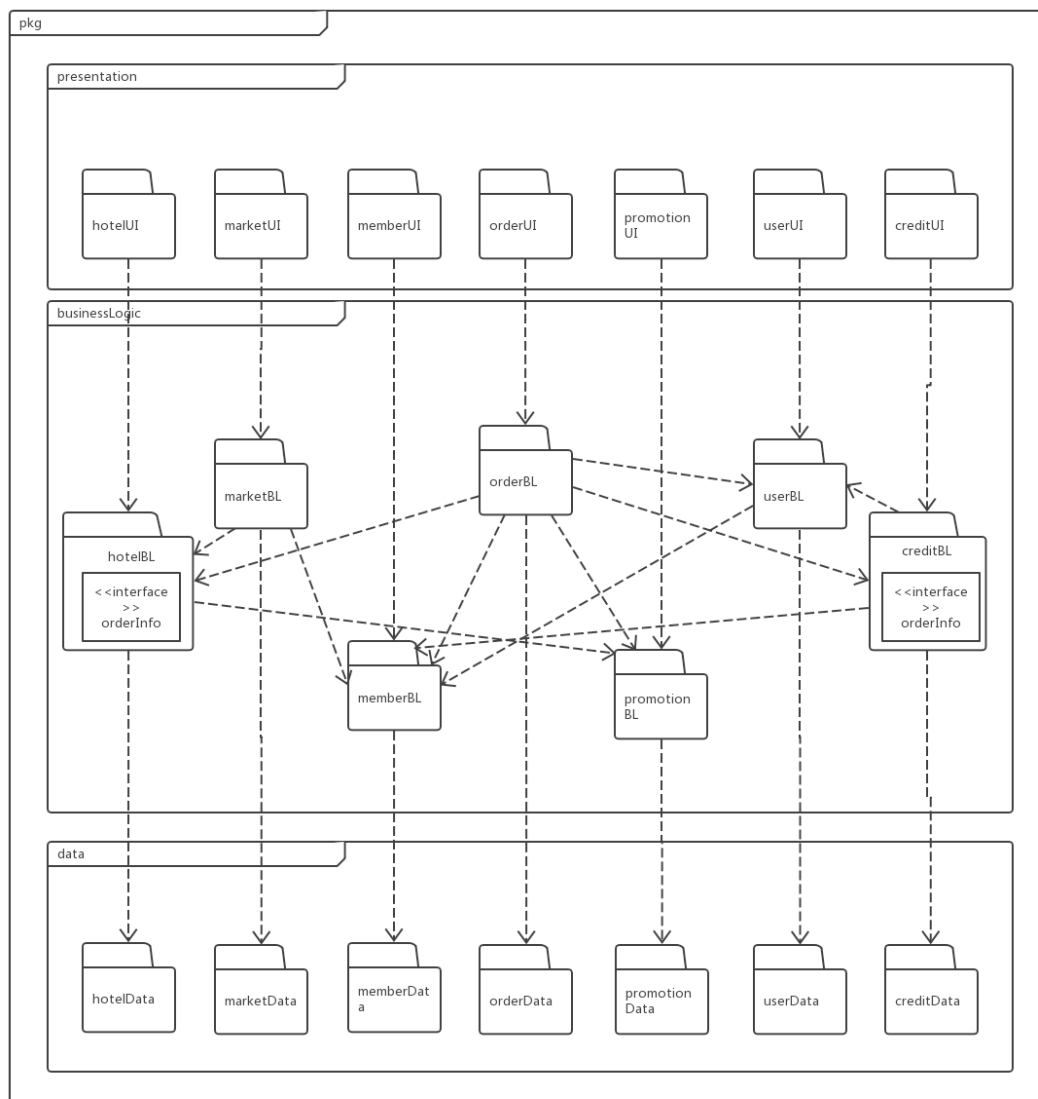 pkg
presentation
hotelUI
marketUI
memberUI
orderUI
promotion
UI
userUI
creditUI
businessLogic
marketBL
orderBL
userBL
hotelBL
<<interface
>>
orderInfo
creditBL
<<interface
>>
orderInfo
memberBL
promotion
BL
data
hotelData
marketData
memberDat
a
orderData
promotion
Data
userData
creditData